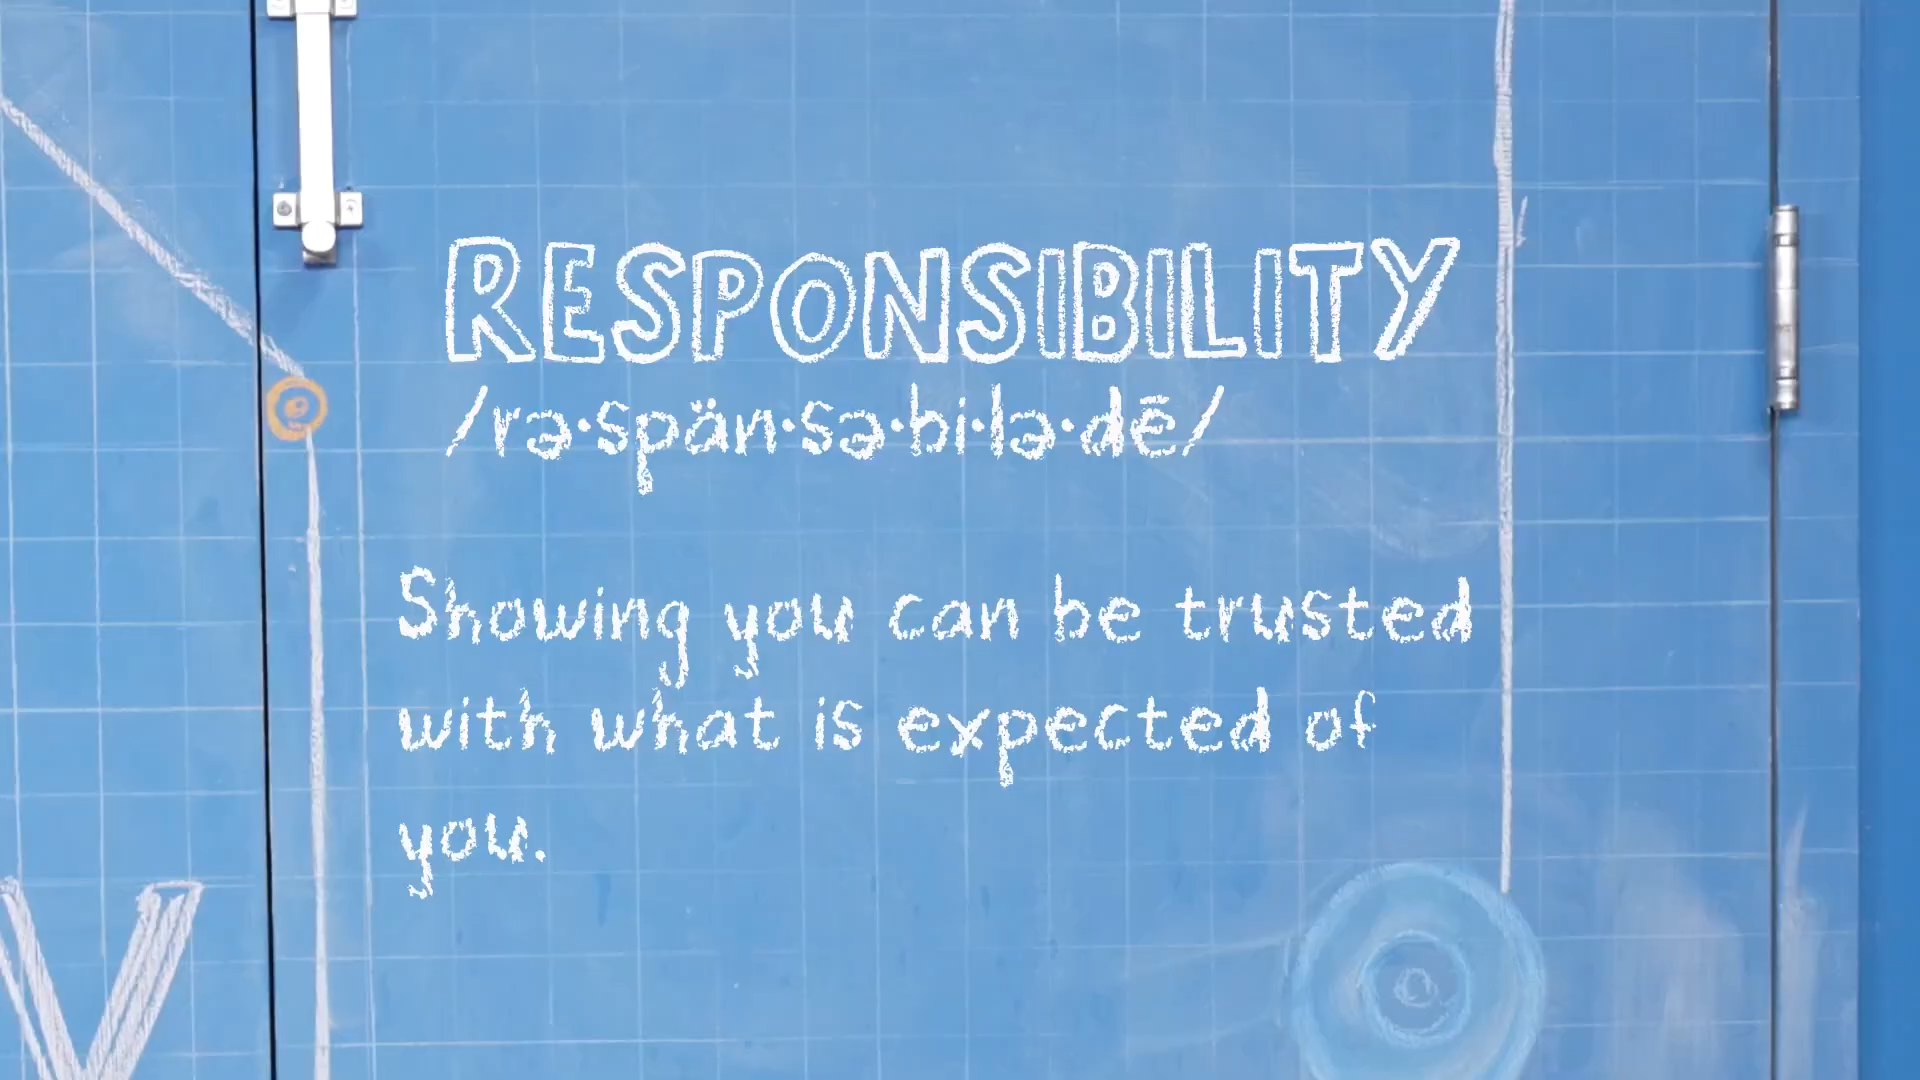 RESPONSIBILITY
/rə·spän·sə·bi·lə·dē/
Showing you can be trusted
with what is expected of
you.